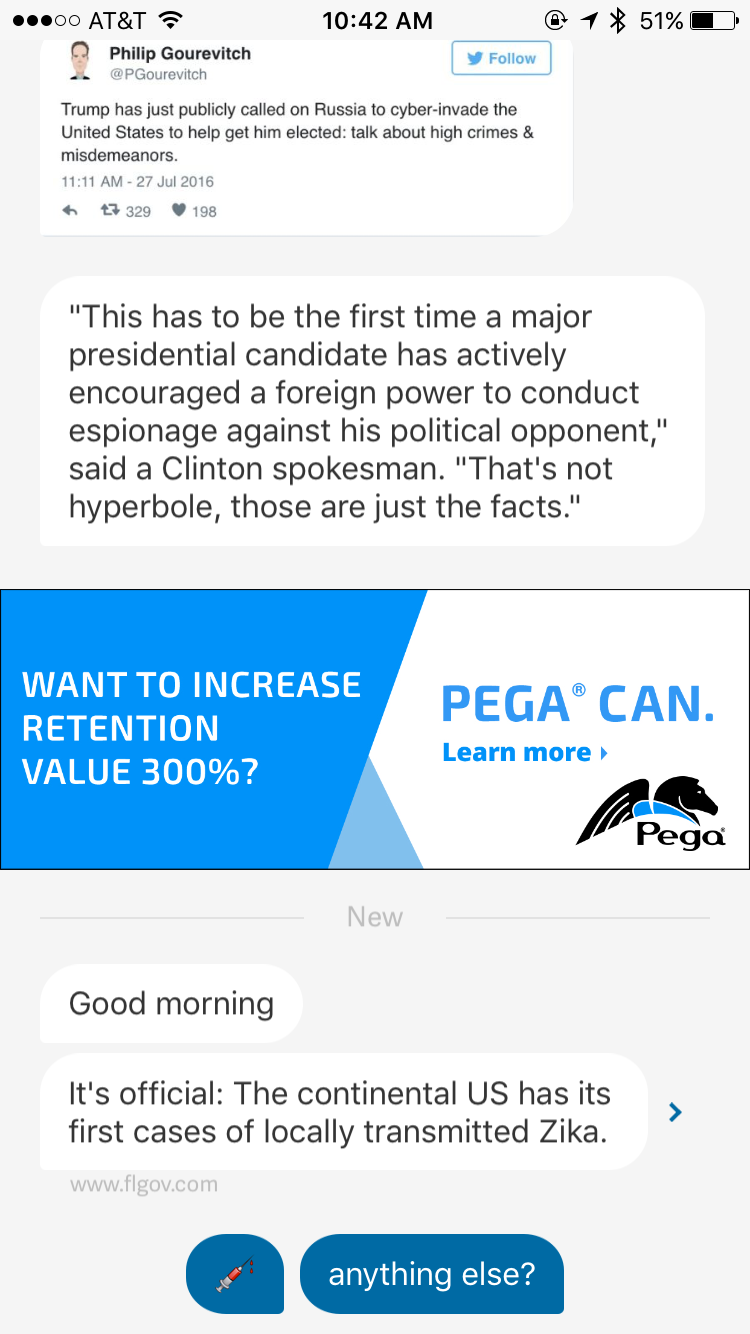 AT&T 10:42 AM 51%
Philip Gourevitch
@PGourevitch
Follow
Trump has just publicly called on Russia to cyber-invade the
United States to help get him elected: talk about high crimes &
misdemeanors.
11:11 AM - 27 Jul 2016
329 198
"This has to be the first time a major
presidential candidate has actively
encouraged a foreign power to conduct
espionage against his political opponent,"
said a Clinton spokesman. "That's not
hyperbole, those are just the facts."
WANT TO INCREASE
RETENTION
VALUE 300%?
PEGA® CAN.
Learn more
Pega
New
Good morning
It's official: The continental US has its
first cases of locally transmitted Zika.
www.flgov.com
anything else?